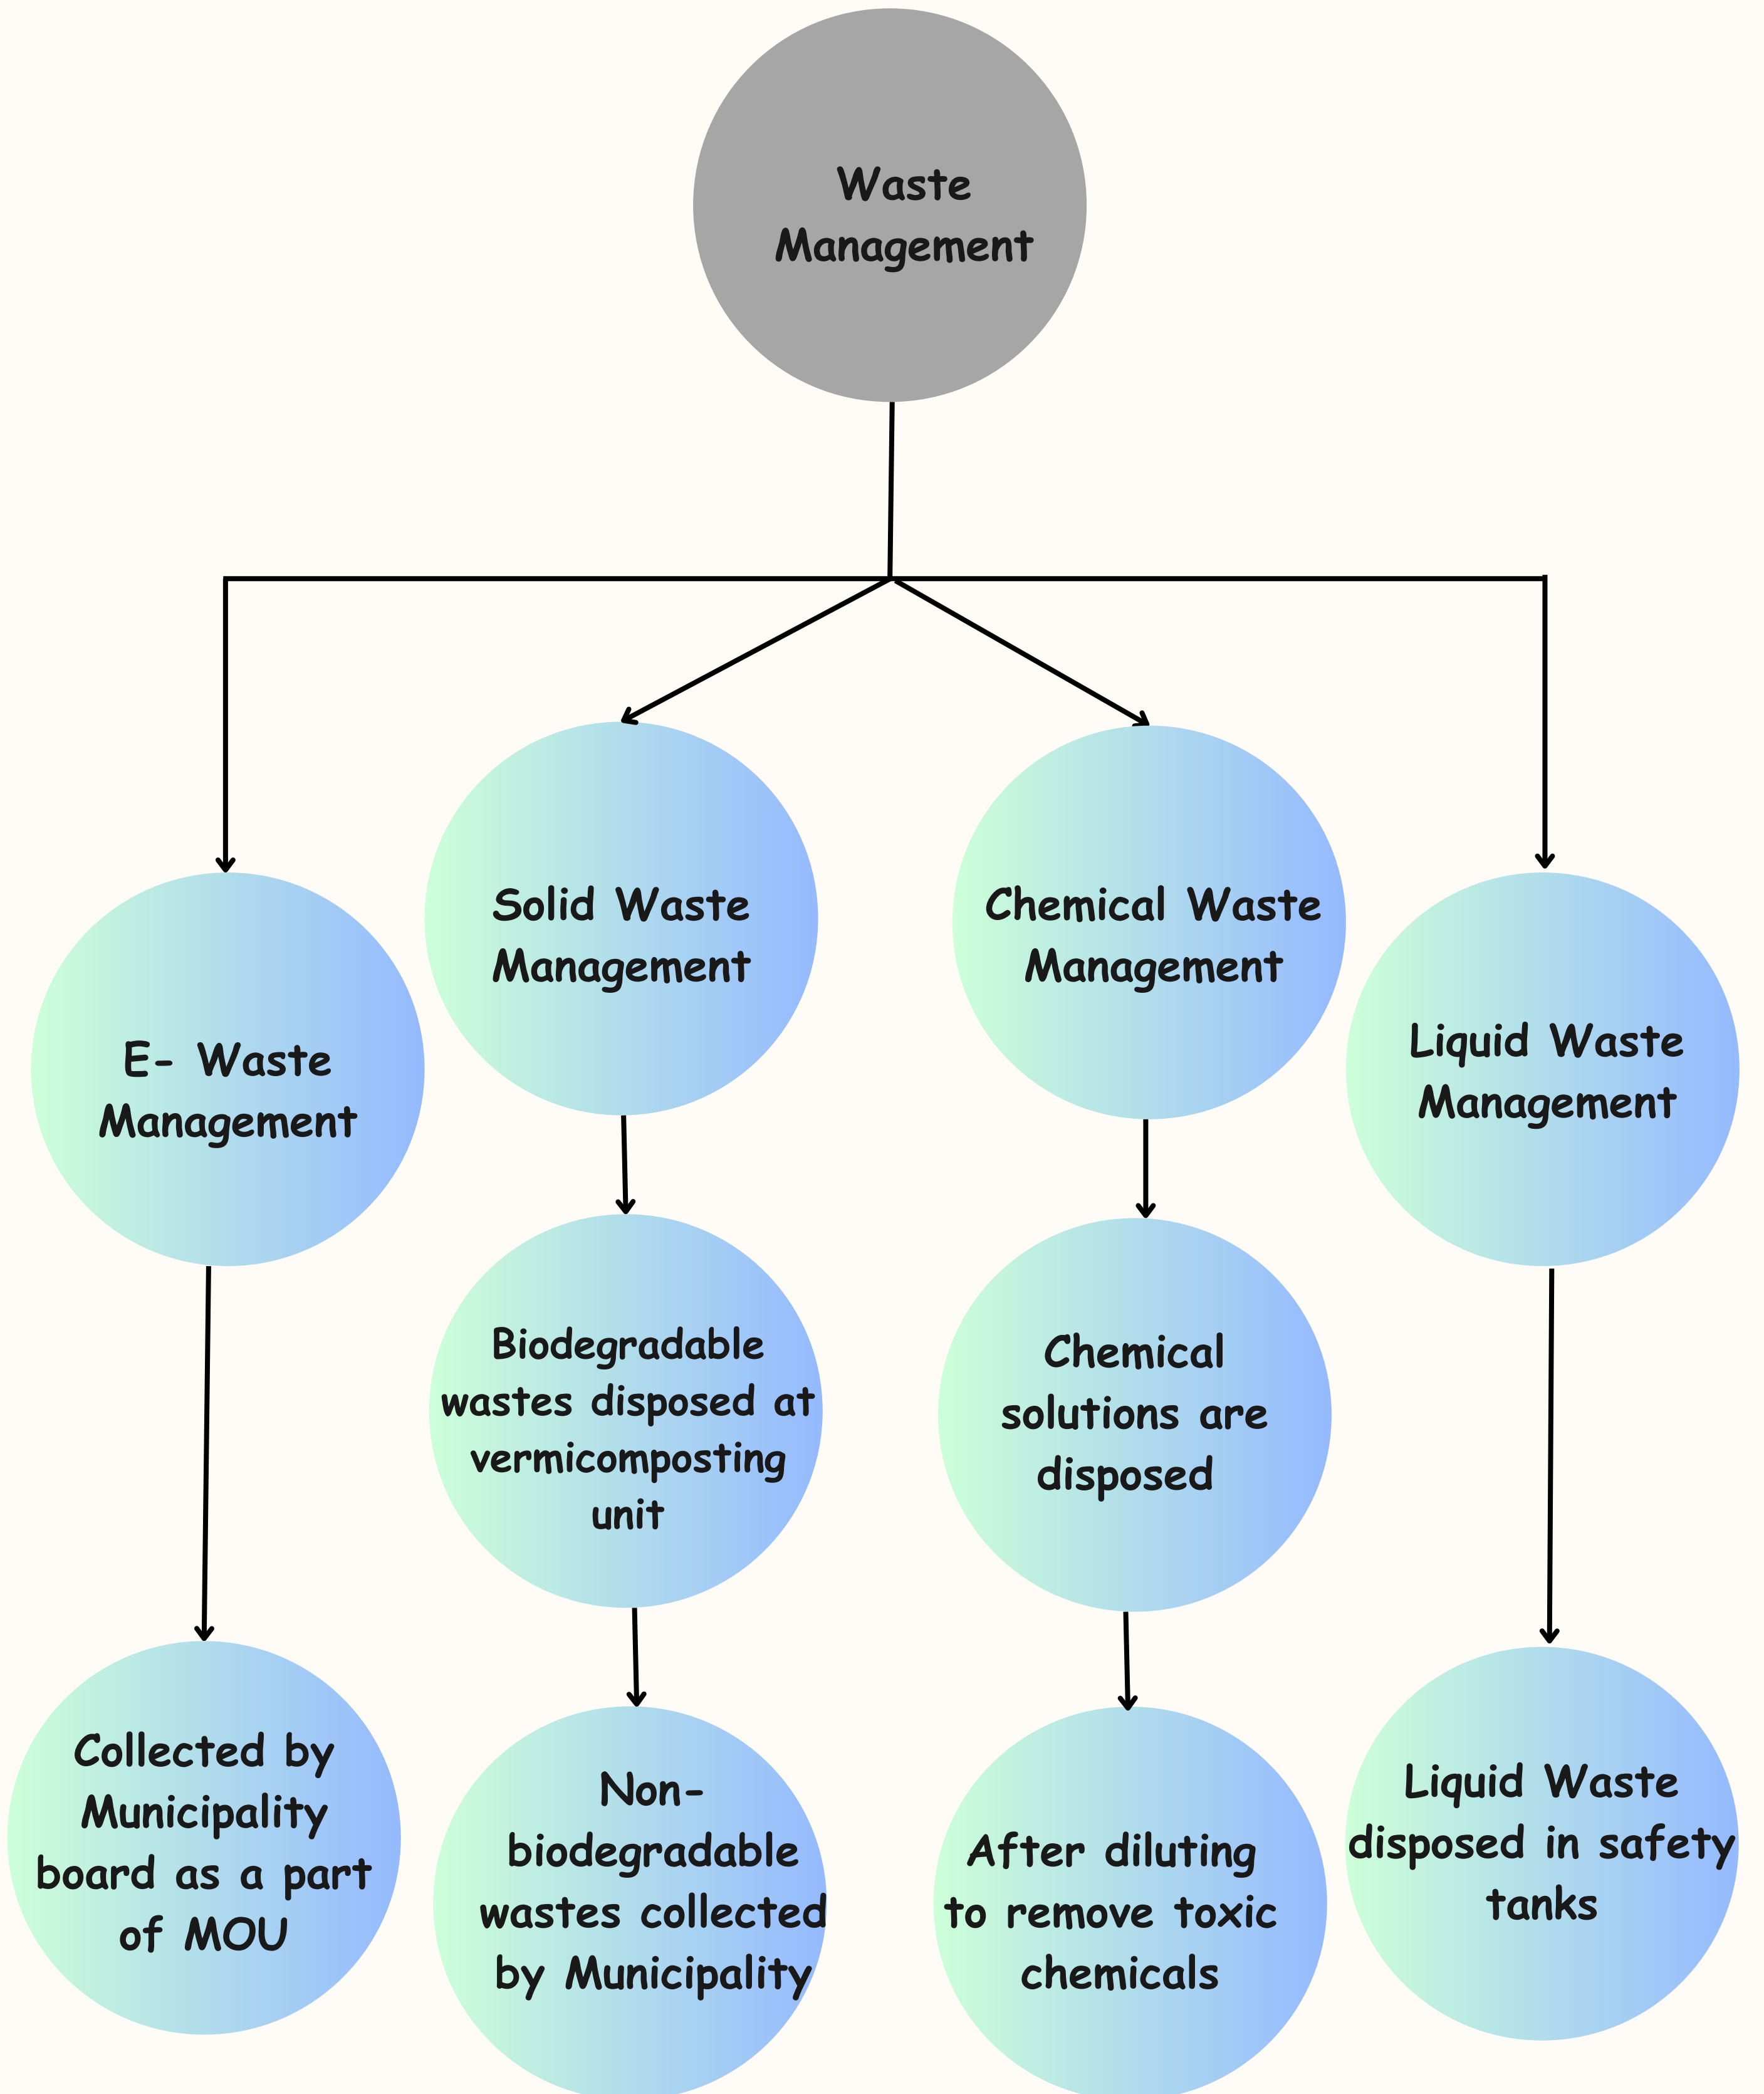 Waste
Management
Solid Waste
Management
Chemical Waste
Management
E- Waste
Management
Liquid Waste
Management
Biodegradable
wastes disposed at
vermicomposting
unit
Chemical
solutions are
disposed
Collected by
Municipality
board as a part
of MOU
Non-
biodegradable
wastes collected
by Municipality
After diluting
to remove toxic
chemicals
Liquid Waste
disposed in safety
tanks